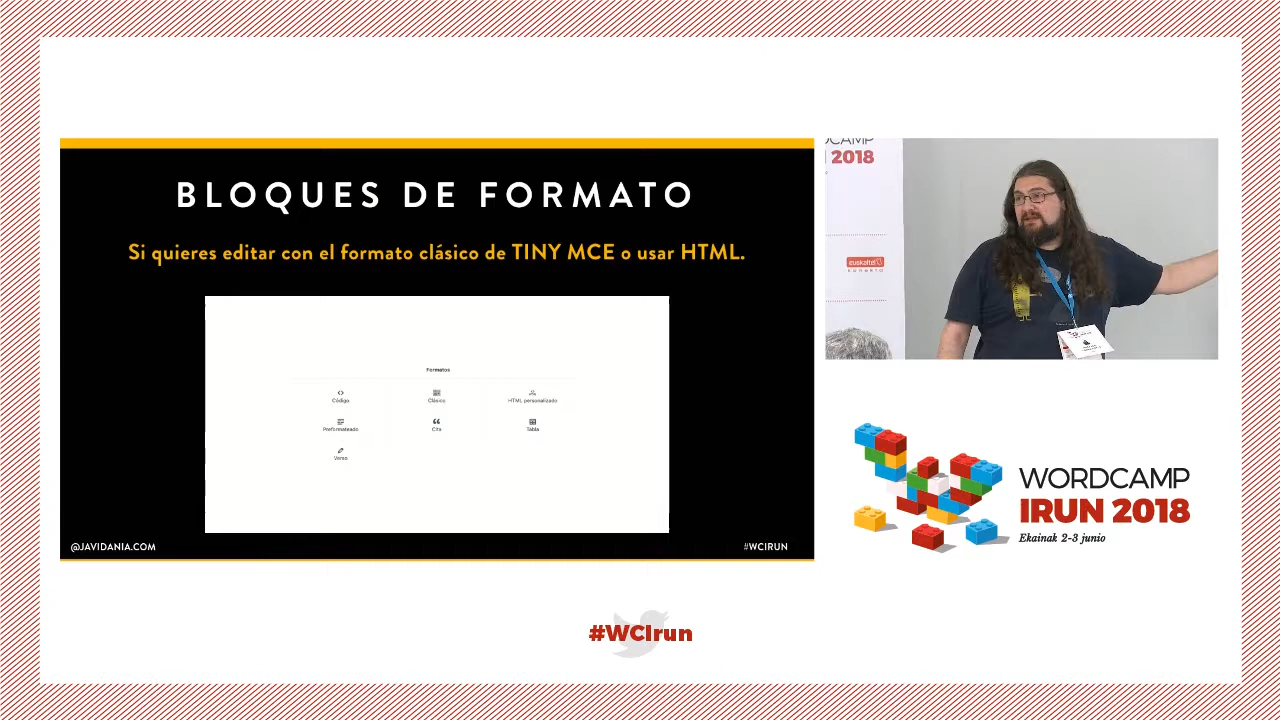 BLOQUES DE FORMATO
Si quieres editar con el formato clásico de TINY MCE o usar HTML.
Formatos
Código
Clásico
HTML personalizado
Preformateado
Cita
Tabla
Verso
@JAVIDANIA.COM
#WCIRUN
2018
euskaltel
WORDCAMP
IRUN 2018
Ekainak 2-3 junio
#WCIrun